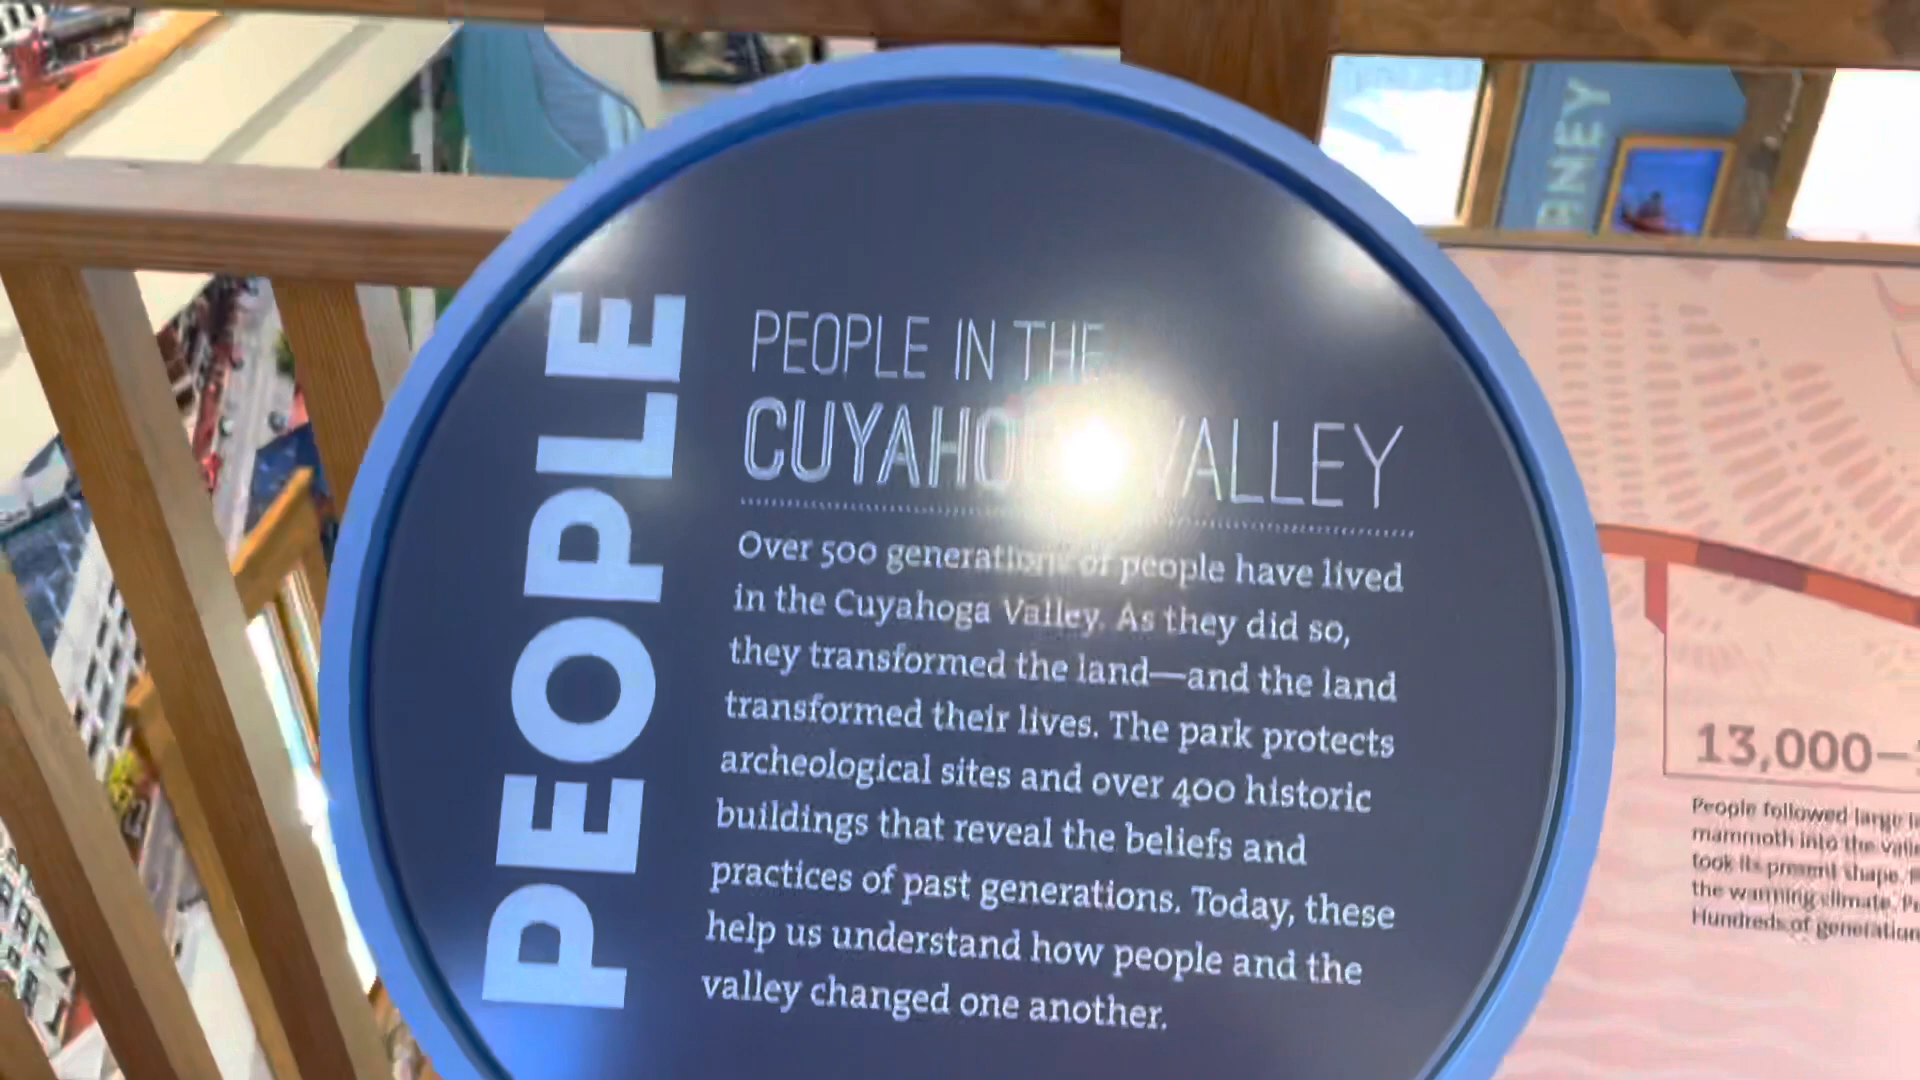 PEOPLE
PEOPLE IN THE
VALLEY
Over 500 generations of people have lived
in the Cuyahoga Valley. As they did so,
they transformed the land—and the land
transformed their lives. The park protects
archeological sites and over 400 historic
buildings that reveal the beliefs and
practices of past generations. Today, these
help us understand how people and the
valley changed one another.
13,000–
People followed large
mammoth into the
took its present shape.
the warming climate.
Hundreds of